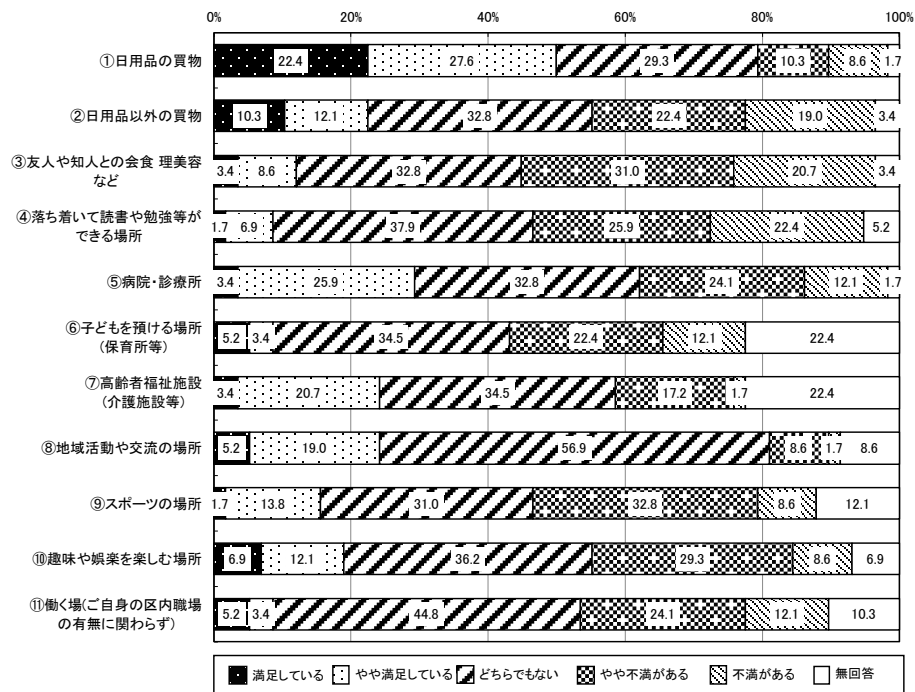 0% 20% 40% 60% 80% 100%
①日用品の買物 22.4 27.6 29.3 10.3 8.6 1.7
②日用品以外の買物 10.3 12.1 32.8 22.4 19.0 3.4
③友人や知人との会食 理美容
など
3.4 8.6 32.8 31.0 20.7 3.4
④落ち着いて読書や勉強等が
できる場所
1.7 6.9 37.9 25.9 22.4 5.2
⑤病院・診療所 3.4 25.9 32.8 24.1 12.1 1.7
⑥子どもを預ける場所
(保育所等)
5.2 3.4 34.5 22.4 12.1 22.4
⑦高齢者福祉施設
(介護施設等)
3.4 20.7 34.5 17.2 1.7 22.4
⑧地域活動や交流の場所 5.2 19.0 56.9 8.6 1.7 8.6
⑨スポーツの場所 1.7 13.8 31.0 32.8 8.6 12.1
⑩趣味や娯楽を楽しむ場所 6.9 12.1 36.2 29.3 8.6 6.9
⑪働く場(ご自身の区内職場
の有無に関わらず)
5.2 3.4 44.8 24.1 12.1 10.3
満足している やや満足している どちらでもない やや不満がある 不満がある 無回答